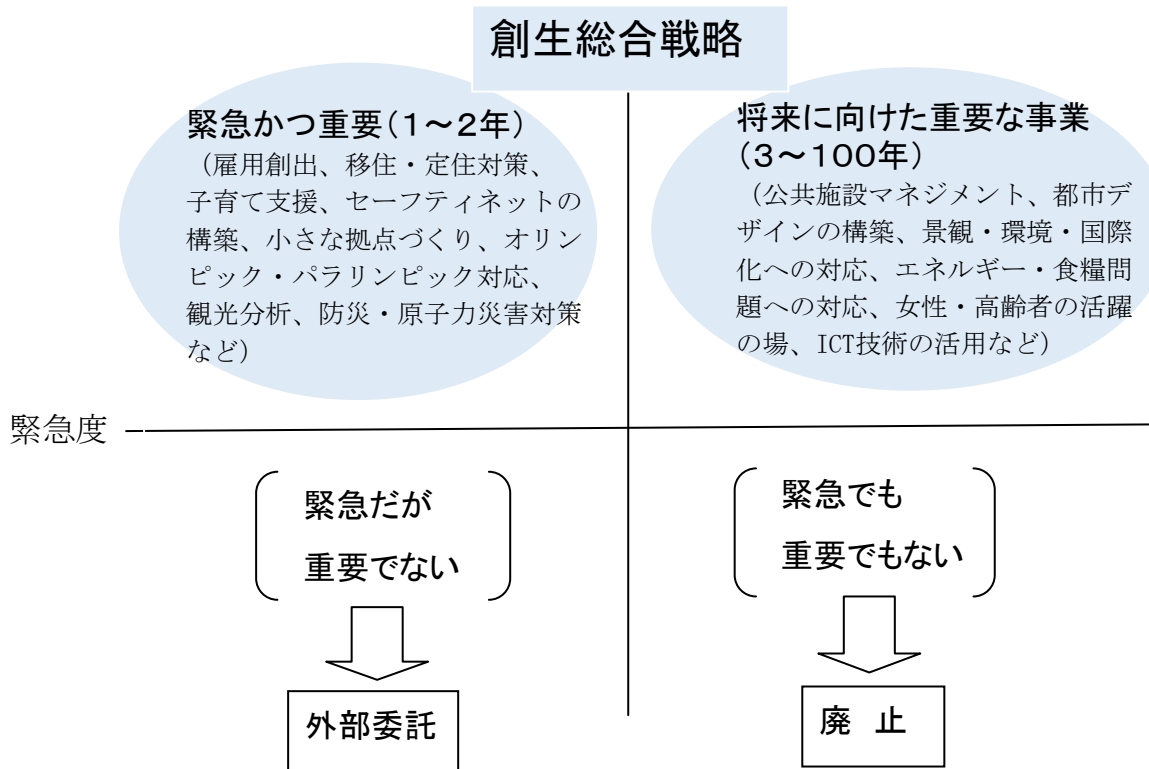 創生総合戦略
緊急かつ重要(1~2年)
(雇用創出、移住・定住対策、
子育て支援、セーフティネットの
構築、小さな拠点づくり、オリン
ピック・パラリンピック対応、
観光分析、防災・原子力災害対策
など)
将来に向けた重要な事業
(3~100年)
(公共施設マネジメント、都市デ
ザインの構築、景観・環境・国際
化への対応、エネルギー・食糧問
題への対応、女性・高齢者の活躍
の場、ICT技術の活用など)
緊急度
緊急だが
重要でない
外部委託
緊急でも
重要でもない
廃 止